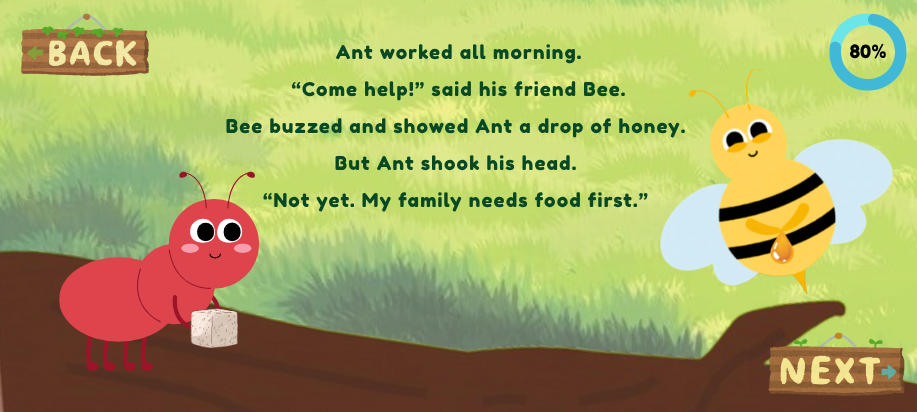 BACK
80%
Ant worked all morning.
“Come help!” said his friend Bee.
Bee buzzed and showed Ant a drop of honey.
But Ant shook his head.
“Not yet. My family needs food first.”
NEXT